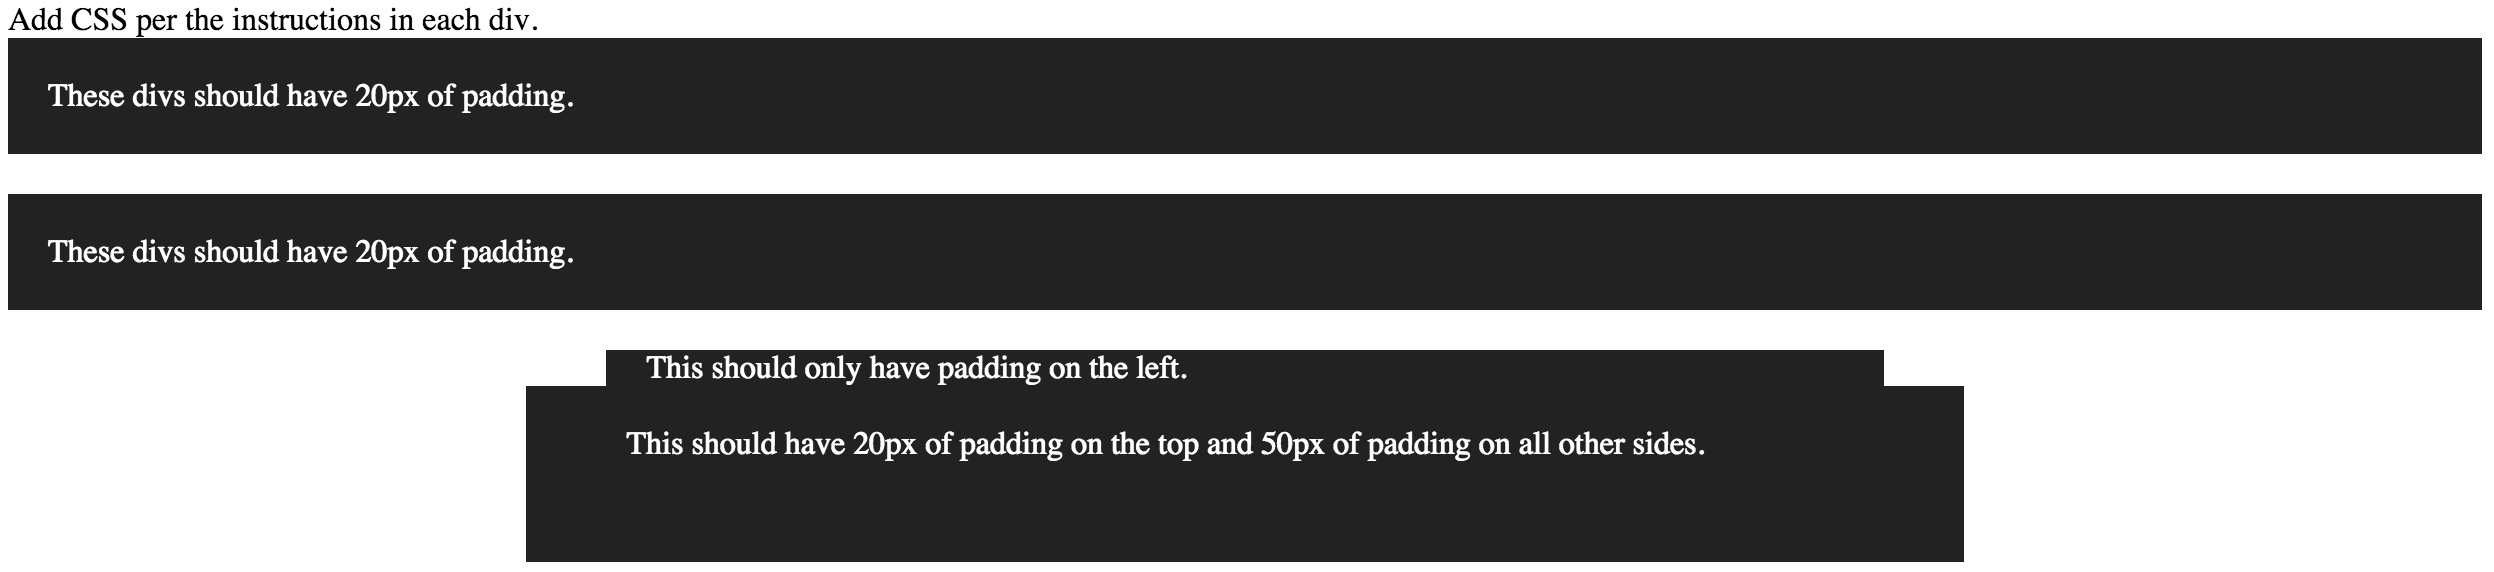 Add CSS per the instructions in each div.
These divs should have 20px of padding.
These divs should have 20px of padding.
This should only have padding on the left.
This should have 20px of padding on the top and 50px of padding on all other sides.